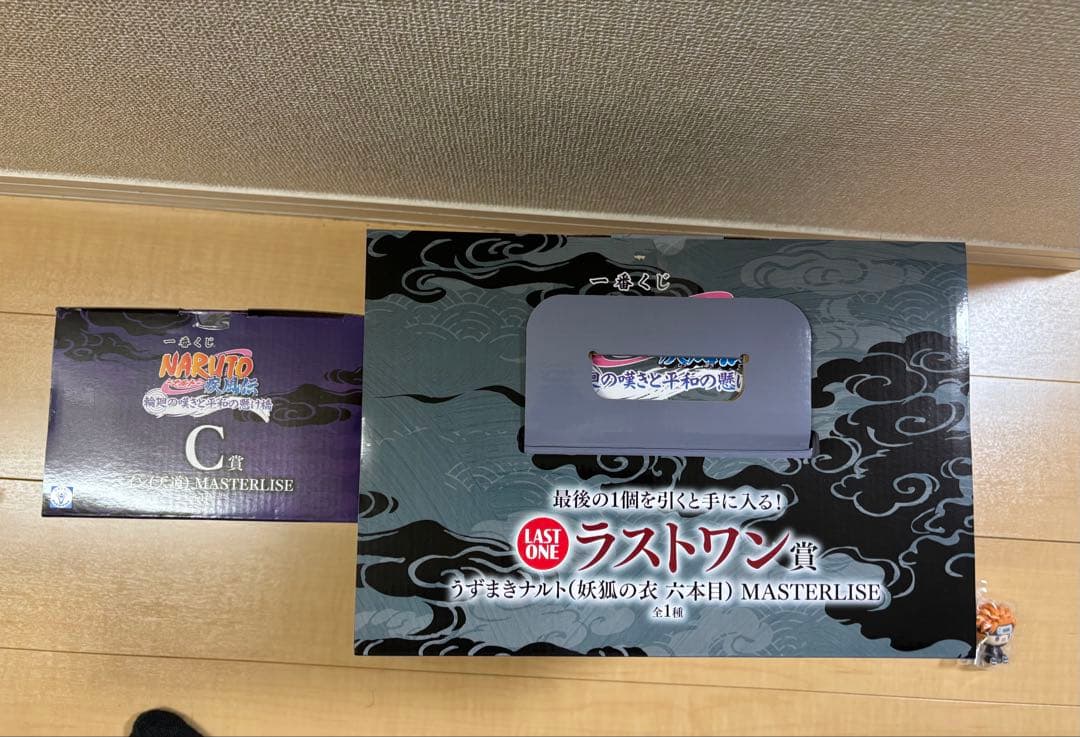 一番くじ
NARUTO
疾風伝
輪廻の嘆きと平和の懸け橋
C賞
(天道) MASTERLISE
一番くじ
の嘆きと平和の懸け
最後の1個を引くと手に入る!
LAST ONE ラストワン賞
うずまきナルト(妖狐の衣 六本目) MASTERLISE
全1種